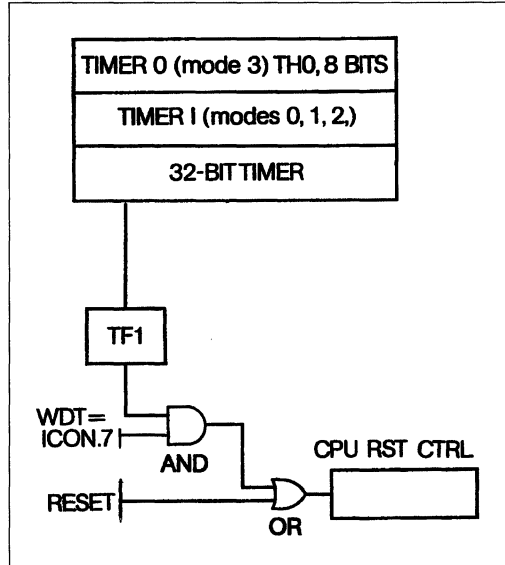 TIMER 0 (mode 3) TH0, 8 BITS
TIMER I (modes 0, 1, 2,)
32-BIT TIMER
TF1
WDT=
ICON.7
AND
CPU RST CTRL
RESET
OR